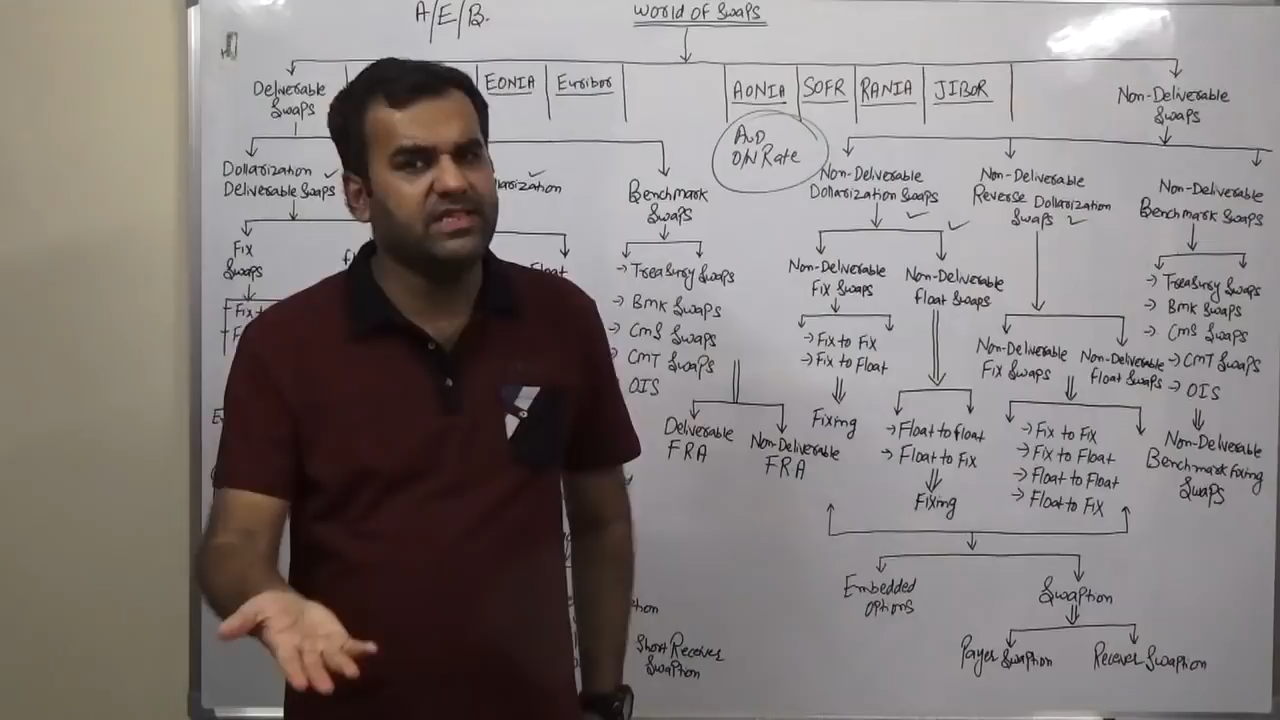 A/E/B.
World of Swaps
Deliverable
Swaps
EONIA
Euribor
AONIA
SOFR
RANIA
JIBOR
Non-Deliverable
Swaps
AUD
O/N Rate
Dollarization ✓
Deliverable Swaps
Benchmark
Swaps
Non-Deliverable
Dollarization Swaps
Non-Deliverable
Reverse Dollarization
Swaps ✓
Non-Deliverable
Benchmark Swaps
Fix
Swaps
Float
→ Treasury Swaps
→ Bmk Swaps
→ CMS Swaps
→ CMT Swaps
OIS
Deliverable
FRA
Non-Deliverable
FRA
Non-Deliverable
Fix Swaps
→ Fix to Fix
→ Fix to Float
Fixing
Non-Deliverable
Float Swaps
→ Float to Float
→ Float to Fix
Fixing
Non-Deliverable
Fix Swaps
Non-Deliverable
Float Swaps
→ Fix to Fix
→ Fix to Float
→ Float to Float
→ Float to Fix
→ Treasury Swaps
→ Bmk Swaps
→ CMS Swaps
→ CMT Swaps
→ OIS
Non-Deliverable
Benchmark Fixing
Swaps
Embedded
Options
Swaption
Payer Swaption
Receiver Swaption
Short Receiver
Swaption